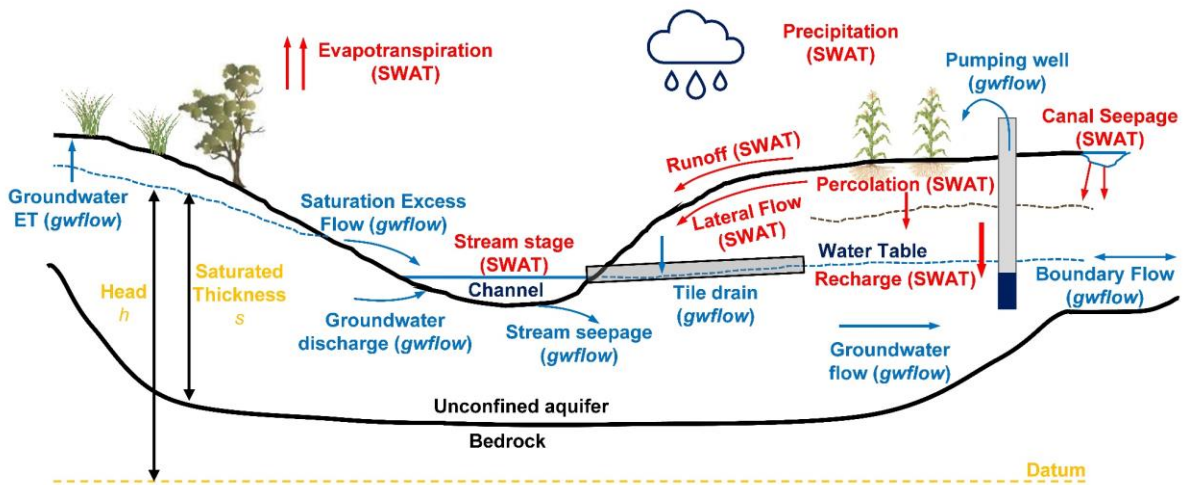 Evapotranspiration
(SWAT)
Precipitation
(SWAT)
Pumping well
(gwflow)
Canal Seepage
(SWAT)
Runoff (SWAT)
Groundwater
ET (gwflow)
Saturation Excess
Flow (gwflow)
Lateral Flow
(SWAT)
Percolation (SWAT)
Stream stage
(SWAT)
Channel
Water Table
Recharge (SWAT)
Boundary Flow
(gwflow)
Head
h
Saturated
Thickness
s
Groundwater
discharge (gwflow)
Stream seepage
(gwflow)
Tile drain
(gwflow)
Groundwater
flow (gwflow)
Unconfined aquifer
Bedrock
Datum